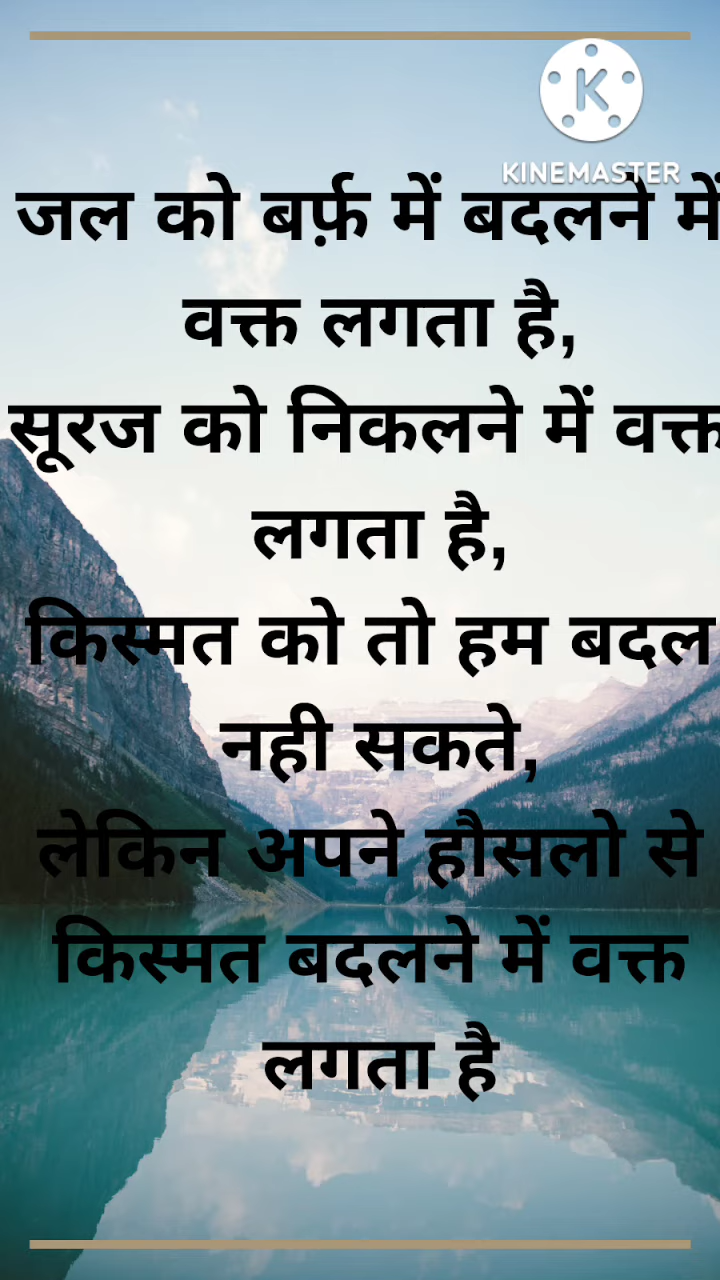 KINEMASTER
जल को बर्फ़ में बदलने में
वक्त लगता है,
सूरज को निकलने में वक्त
लगता है,
किस्मत को तो हम बदल
नही सकते,
लेकिन अपने हौसलो से
किस्मत बदलने में वक्त
लगता है